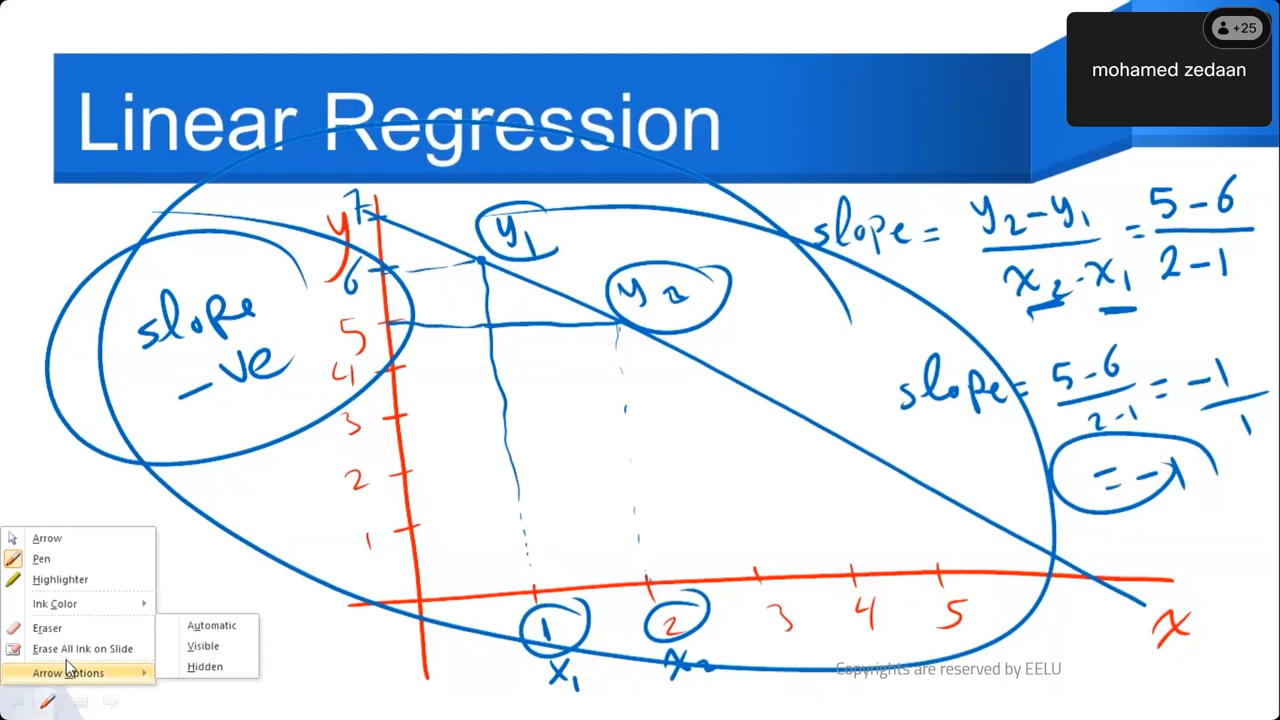 +25
mohamed zedaan
Linear Regression
7
y
6
5
4
3
2
1
y1
y2
slope = y2-y1 / x2-x1 = 5-6 / 2-1
slope
-ve
slope = 5-6 / 2-1 = -1 / 1
= -1
1 2 3 4 5
x
x1 x2
Arrow
Pen
Highlighter
Ink Color
Eraser
Erase All Ink on Slide
Arrow Options
Automatic
Visible
Hidden
Copyrights are reserved by EELU